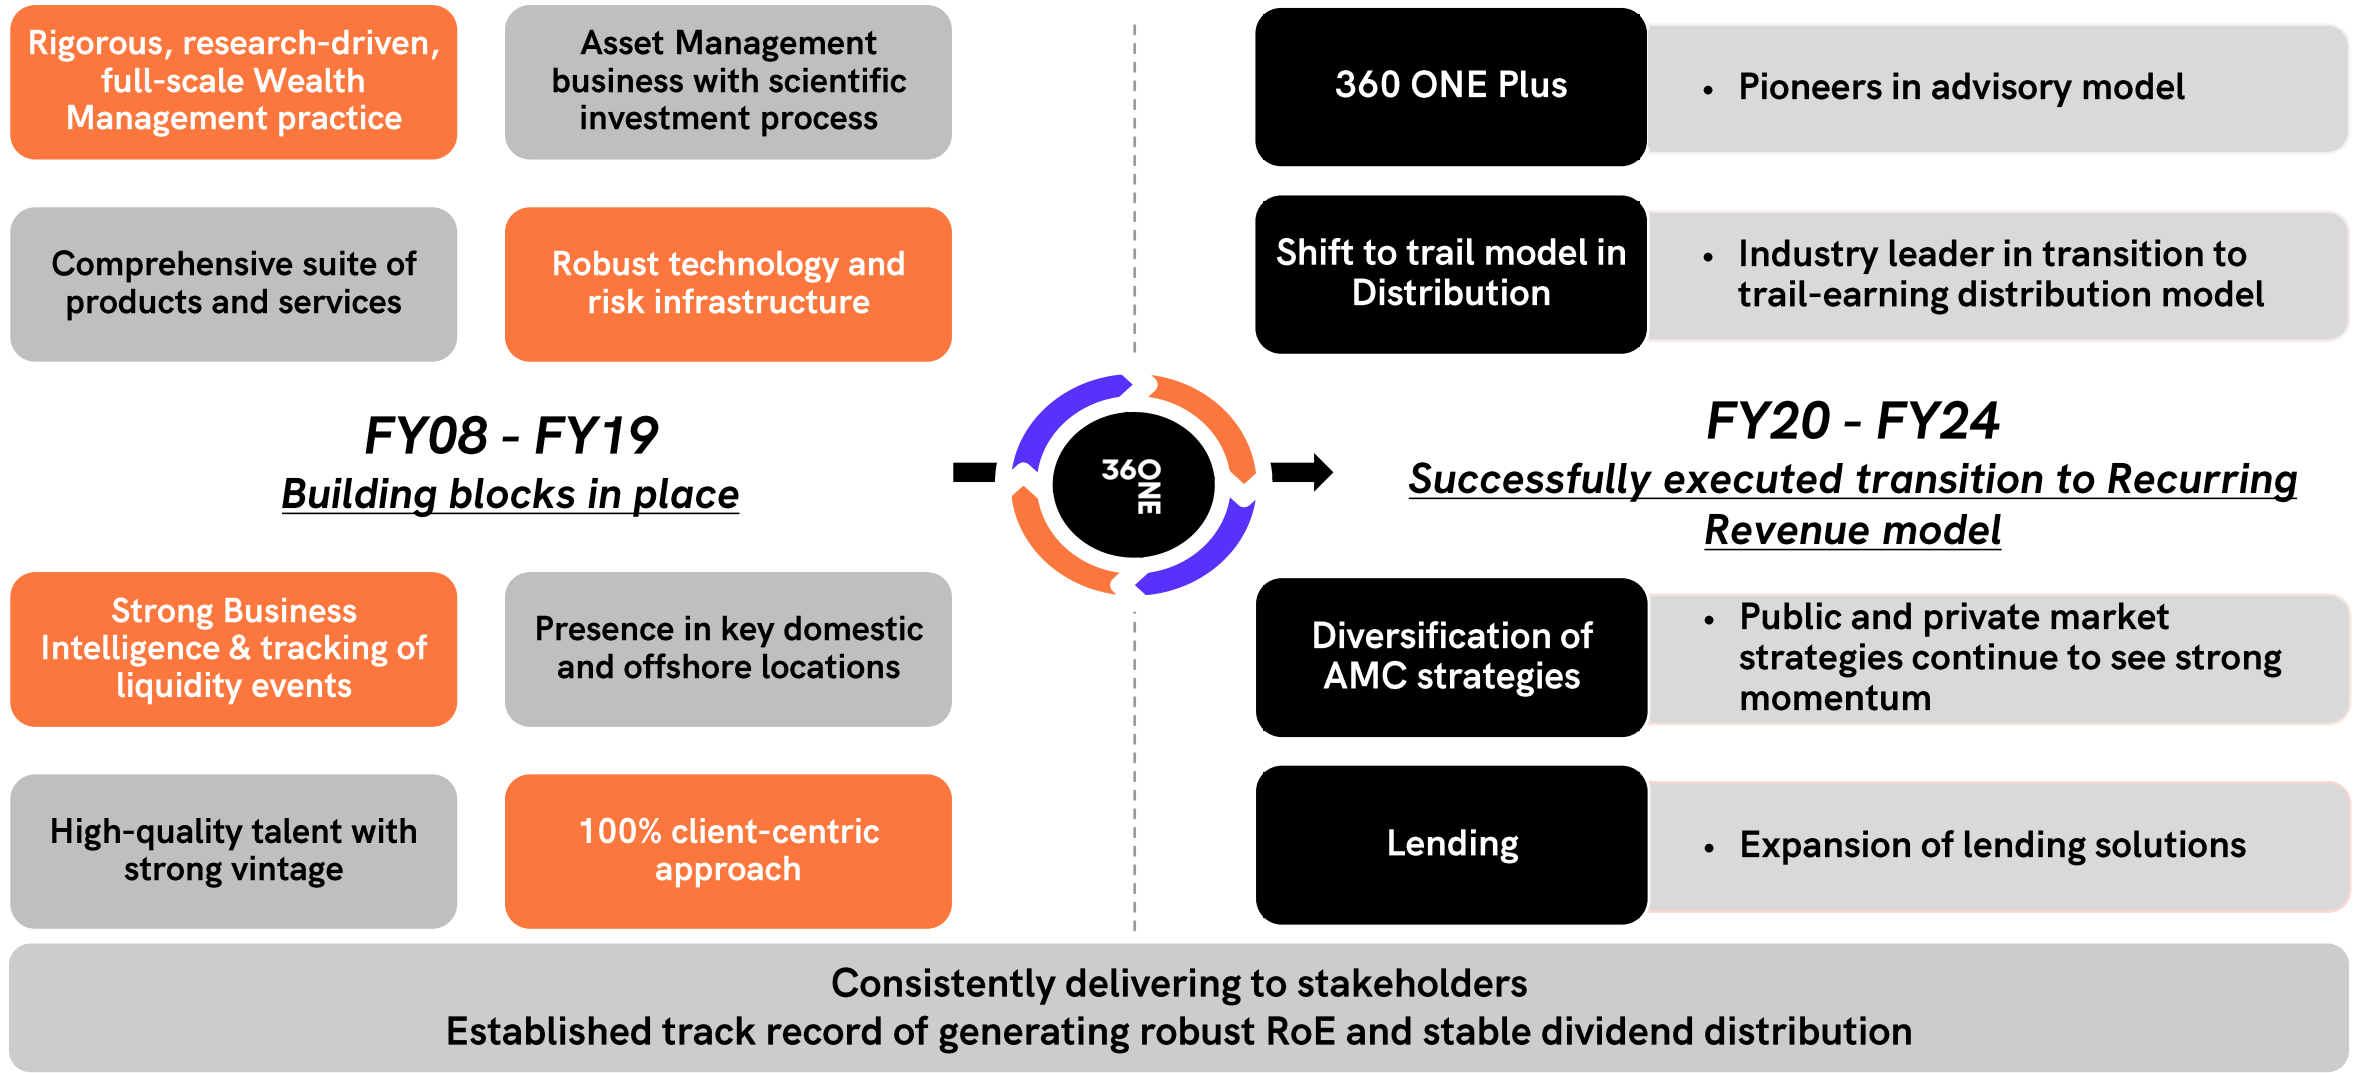 Rigorous, research-driven,
full-scale Wealth
Management practice
Asset Management
business with scientific
investment process
Comprehensive suite of
products and services
Robust technology and
risk infrastructure
FY08 - FY19
Building blocks in place
Strong Business
Intelligence & tracking of
liquidity events
Presence in key domestic
and offshore locations
High-quality talent with
strong vintage
100% client-centric
approach
36O
ONE
360 ONE Plus
• Pioneers in advisory model
Shift to trail model in
Distribution
• Industry leader in transition to
trail-earning distribution model
FY20 - FY24
Successfully executed transition to Recurring
Revenue model
Diversification of
AMC strategies
• Public and private market
strategies continue to see strong
momentum
Lending
• Expansion of lending solutions
Consistently delivering to stakeholders
Established track record of generating robust RoE and stable dividend distribution